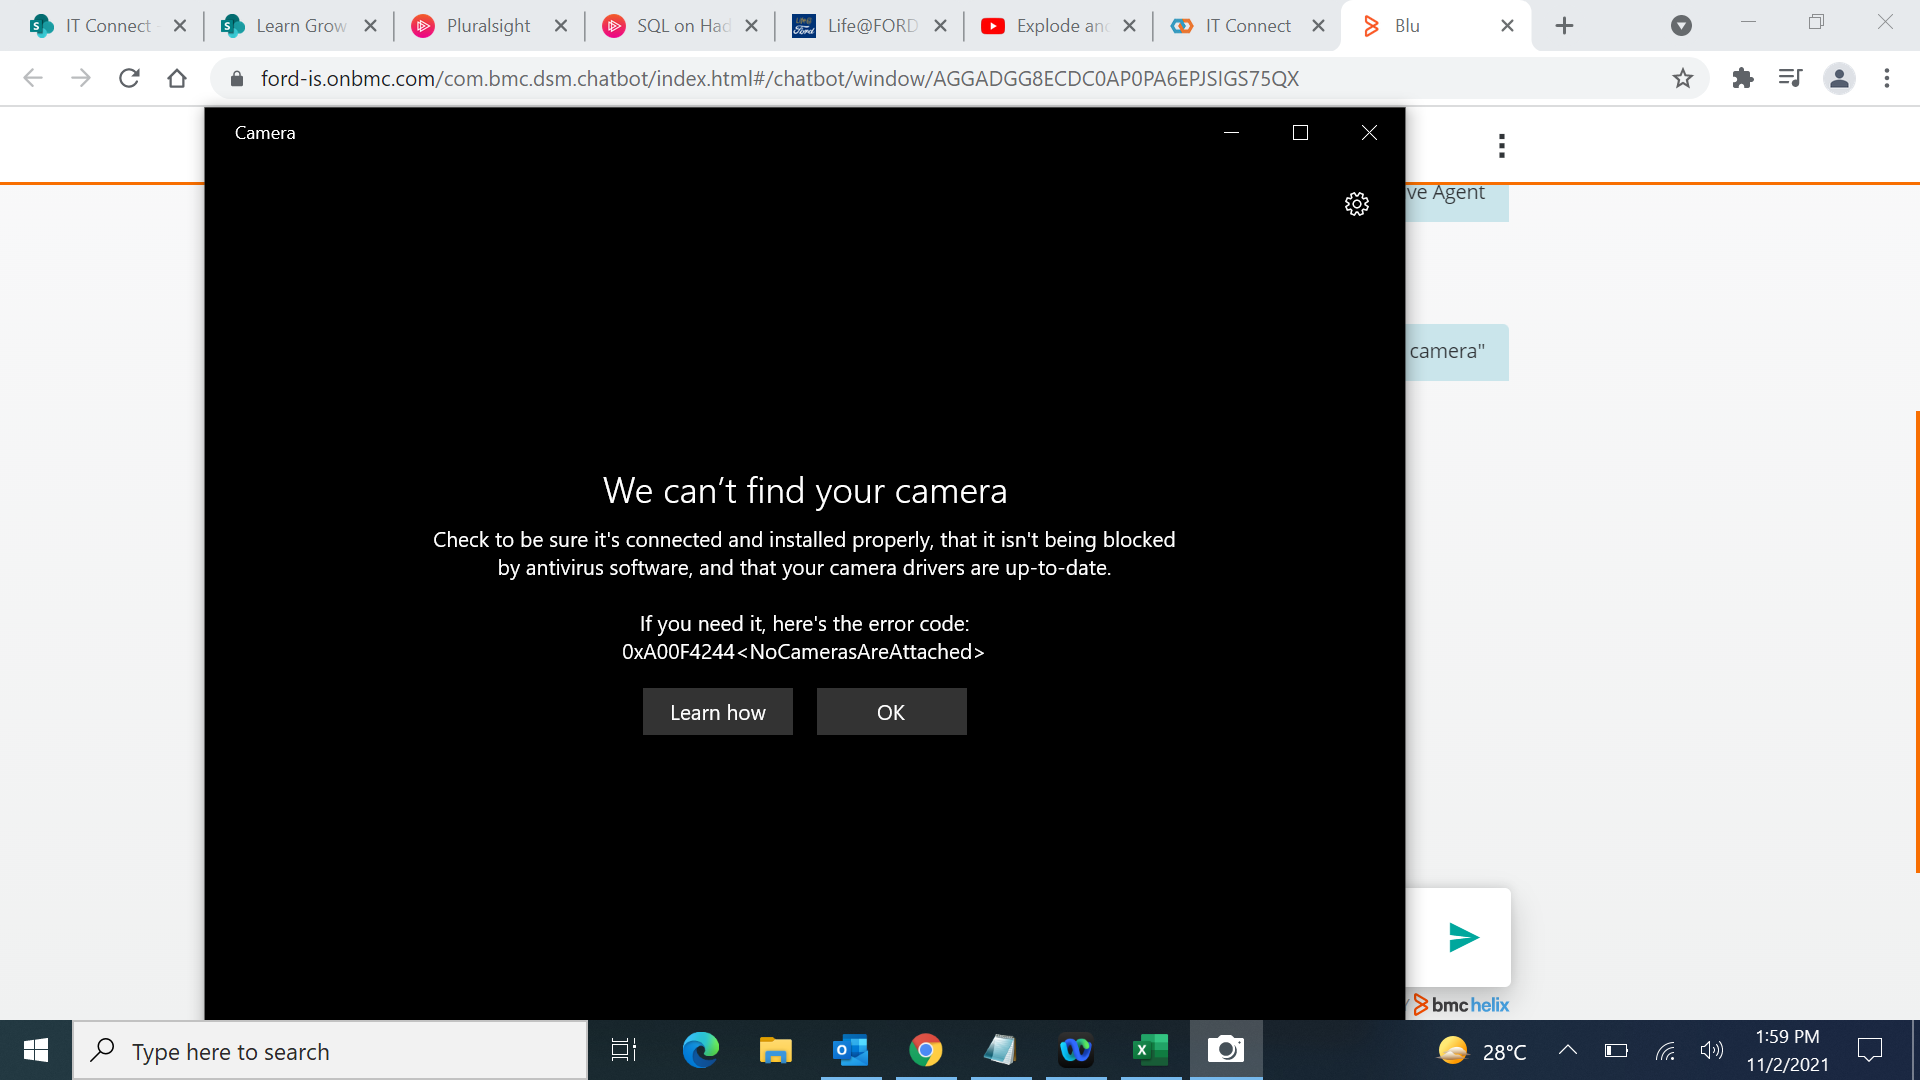 IT Connect
Learn Grow
Pluralsight
SQL on Had
Life@FORD
Explode and
IT Connect
Blu
ford-is.onbmc.com/com.bmc.dsm.chatbot/index.html#/chatbot/window/AGGADGG8ECDC0AP0PA6EPJSIGS75QX
Camera
ve Agent
camera"
We can’t find your camera
Check to be sure it's connected and installed properly, that it isn't being blocked
by antivirus software, and that your camera drivers are up-to-date.
If you need it, here's the error code:
0xA00F4244<NoCamerasAreAttached>
Learn how
OK
bmc helix
Type here to search
28°C
1:59 PM
11/2/2021